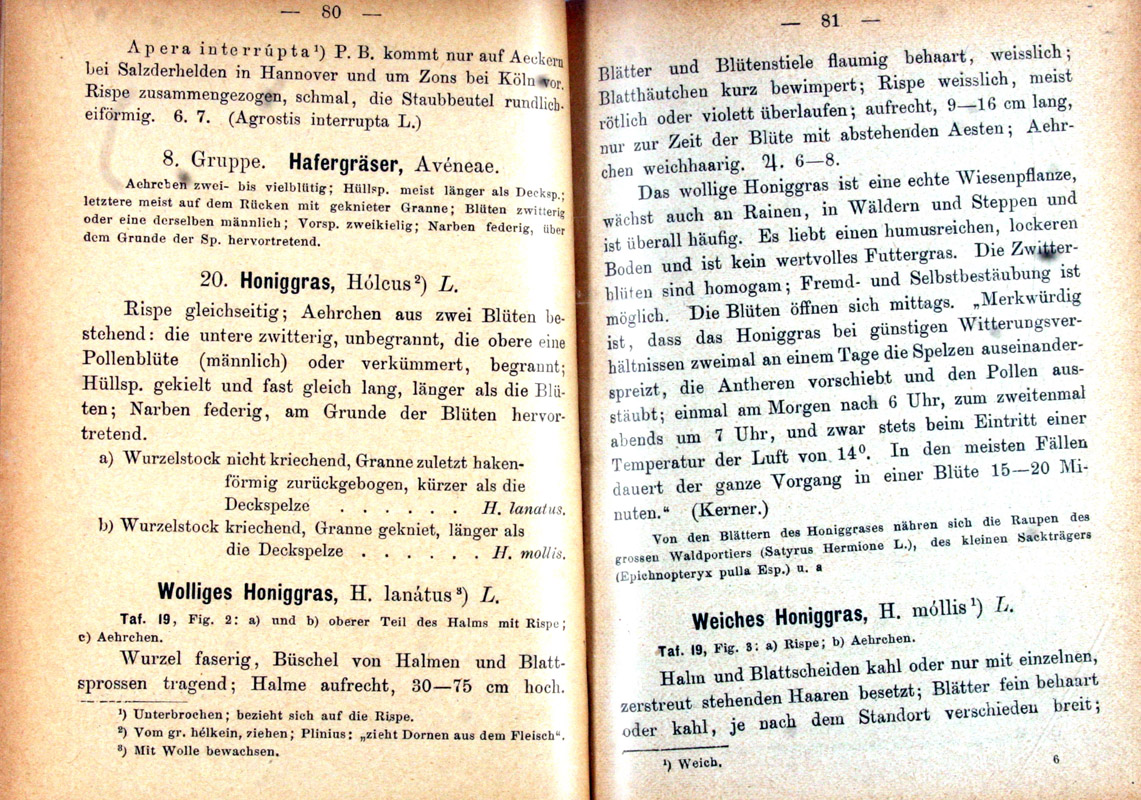 — 80 —
Apera interrúpta¹) P. B. kommt nur auf Aeckern
bei Salzderhelden in Hannover und um Zons bei Köln vor.
Rispe zusammengezogen, schmal, die Staubbeutel rundlich-
eiförmig. 6. 7. (Agrostis interrupta L.)
8. Gruppe. Hafergräser, Avéneae.
Aehrchen zwei- bis vielblütig; Hüllsp. meist länger als Decksp.;
letztere meist auf dem Rücken mit geknieter Granne; Blüten zwitterig
oder eine derselben männlich; Vorsp. zweikielig; Narben federig, über
dem Grunde der Sp. hervortretend.
20. Honiggras, Hólcus²) L.
Rispe gleichseitig; Aehrchen aus zwei Blüten be-
stehend: die untere zwitterig, unbegrannt, die obere eine
Pollenblüte (männlich) oder verkümmert, begrannt;
Hüllsp. gekielt und fast gleich lang, länger als die Blü-
ten; Narben federig, am Grunde der Blüten hervor-
tretend.
a) Wurzelstock nicht kriechend, Granne zuletzt haken-
förmig zurückgebogen, kürzer als die
Deckspelze . . . . . . H. lanatus.
b) Wurzelstock kriechend, Granne gekniet, länger als
die Deckspelze . . . . . . H. mollis.
Wolliges Honiggras, H. lanátus³) L.
Taf. 19, Fig. 2: a) und b) oberer Teil des Halms mit Rispe;
c) Aehrchen.
Wurzel faserig, Büschel von Halmen und Blatt-
sprossen tragend; Halme aufrecht, 30—75 cm hoch.
¹) Unterbrochen; bezieht sich auf die Rispe.
²) Vom gr. hélkein, ziehen; Plinius: „zieht Dornen aus dem Fleisch“.
³) Mit Wolle bewachsen.
— 81 —
Blätter und Blütenstiele flaumig behaart, weisslich;
Blatthäutchen kurz bewimpert; Rispe weisslich, meist
rötlich oder violett überlaufen; aufrecht, 9—16 cm lang,
nur zur Zeit der Blüte mit abstehenden Aesten; Aehr-
chen weichhaarig. ♃. 6—8.
Das wollige Honiggras ist eine echte Wiesenpflanze,
wächst auch an Rainen, in Wäldern und Steppen und
ist überall häufig. Es liebt einen humusreichen, lockeren
Boden und ist kein wertvolles Futtergras. Die Zwitter-
blüten sind homogam; Fremd- und Selbstbestäubung ist
möglich. Die Blüten öffnen sich mittags. „Merkwürdig
ist, dass das Honiggras bei günstigen Witterungsver-
hältnissen zweimal an einem Tage die Spelzen auseinander-
spreizt, die Antheren vorschiebt und den Pollen aus-
stäubt; einmal am Morgen nach 6 Uhr, zum zweitenmal
abends um 7 Uhr, und zwar stets beim Eintritt einer
Temperatur der Luft von 14⁰. In den meisten Fällen
dauert der ganze Vorgang in einer Blüte 15—20 Mi-
nuten.“ (Kerner.)
Von den Blättern des Honiggrases nähren sich die Raupen des
grossen Waldportiers (Satyrus Hermione L.), des kleinen Sackträgers
(Epichnopteryx pulla Esp.) u. a
Weiches Honiggras, H. móllis¹) L.
Taf. 19, Fig. 3: a) Rispe; b) Aehrchen.
Halm und Blattscheiden kahl oder nur mit einzelnen,
zerstreut stehenden Haaren besetzt; Blätter fein behaart
oder kahl, je nach dem Standort verschieden breit;
¹) Weich.
6